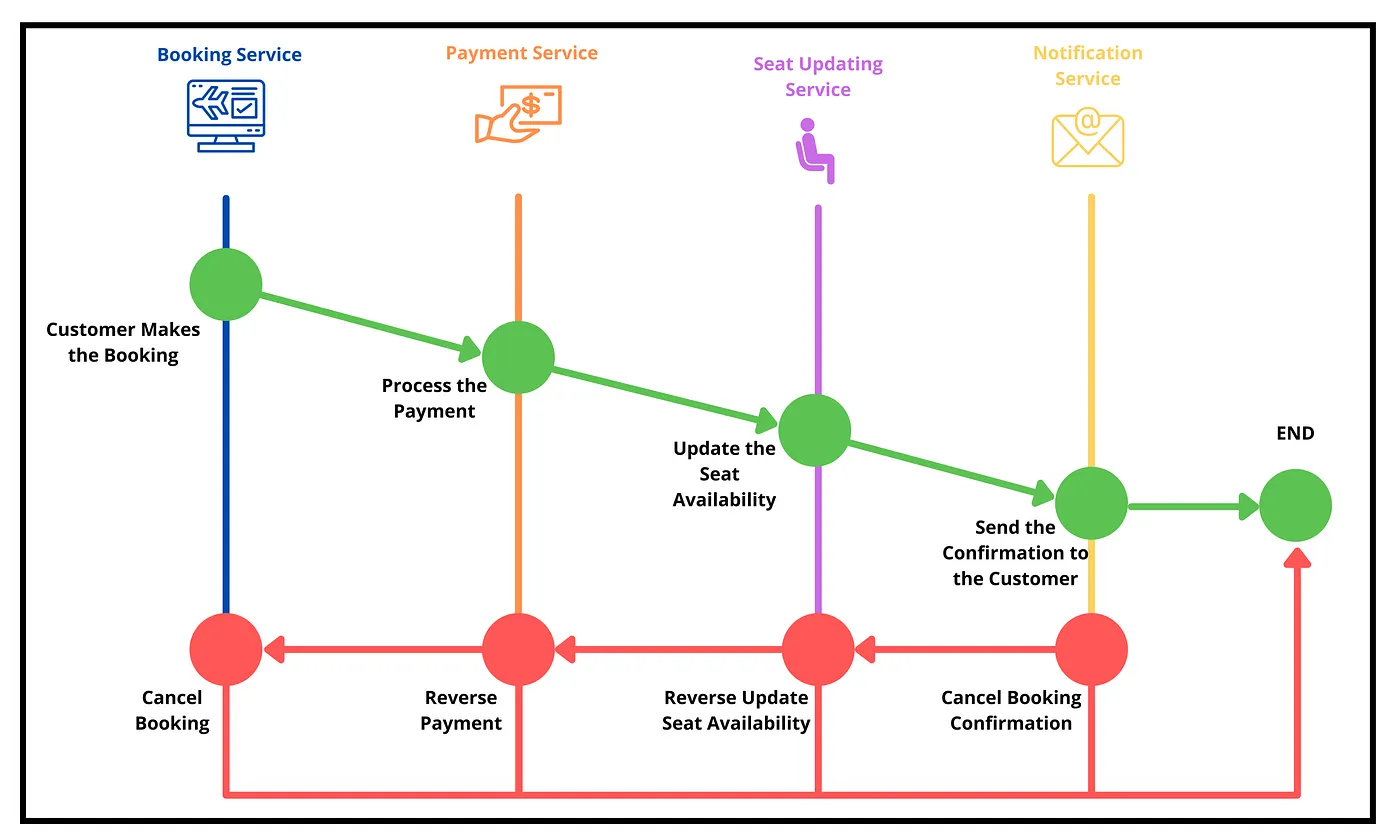 Booking Service
Payment Service
Seat Updating
Service
Notification
Service
$
@
Customer Makes
the Booking
Process the
Payment
Update the
Seat
Availability
END
Send the
Confirmation to
the Customer
Cancel
Booking
Reverse
Payment
Reverse Update
Seat Availability
Cancel Booking
Confirmation